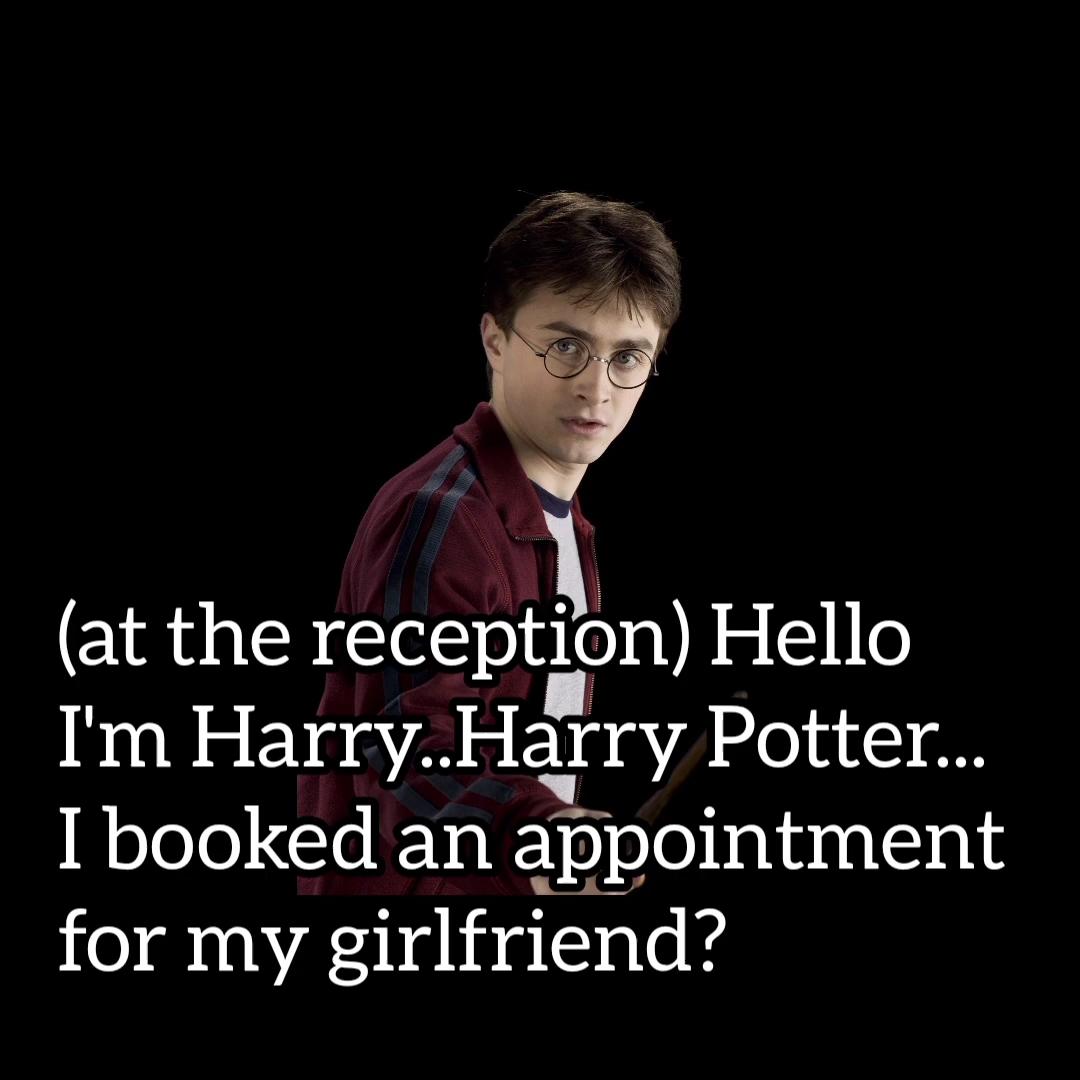 (at the reception) Hello
I'm Harry..Harry Potter...
I booked an appointment
for my girlfriend?